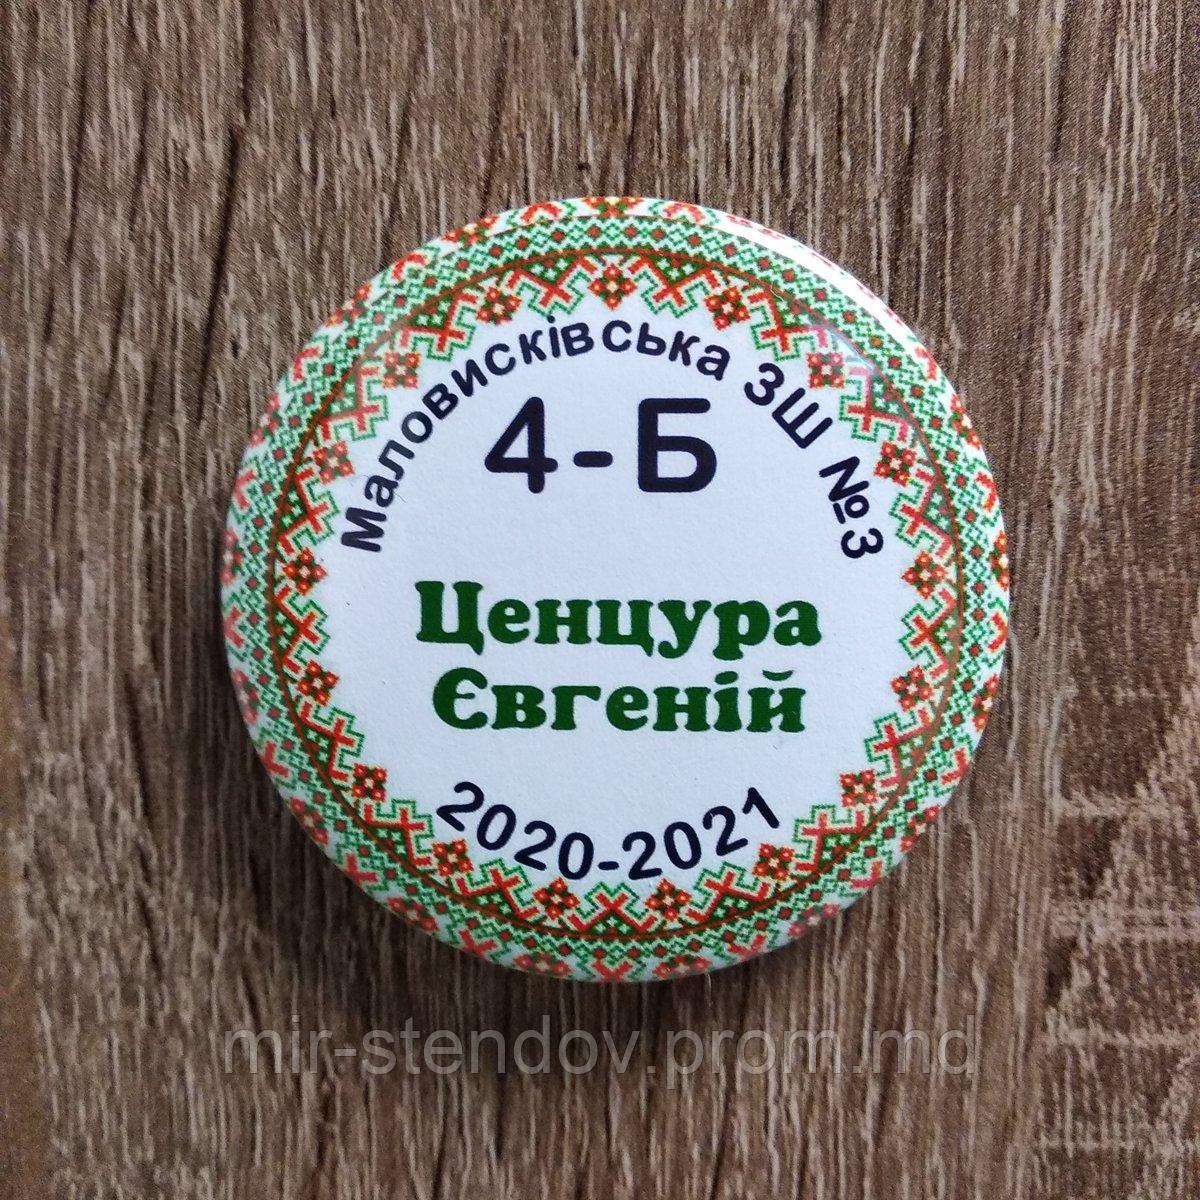 Маловисківська ЗШ №3
4-Б
Ценцура
Євгеній
2020-2021
mir-stendov.prom.md